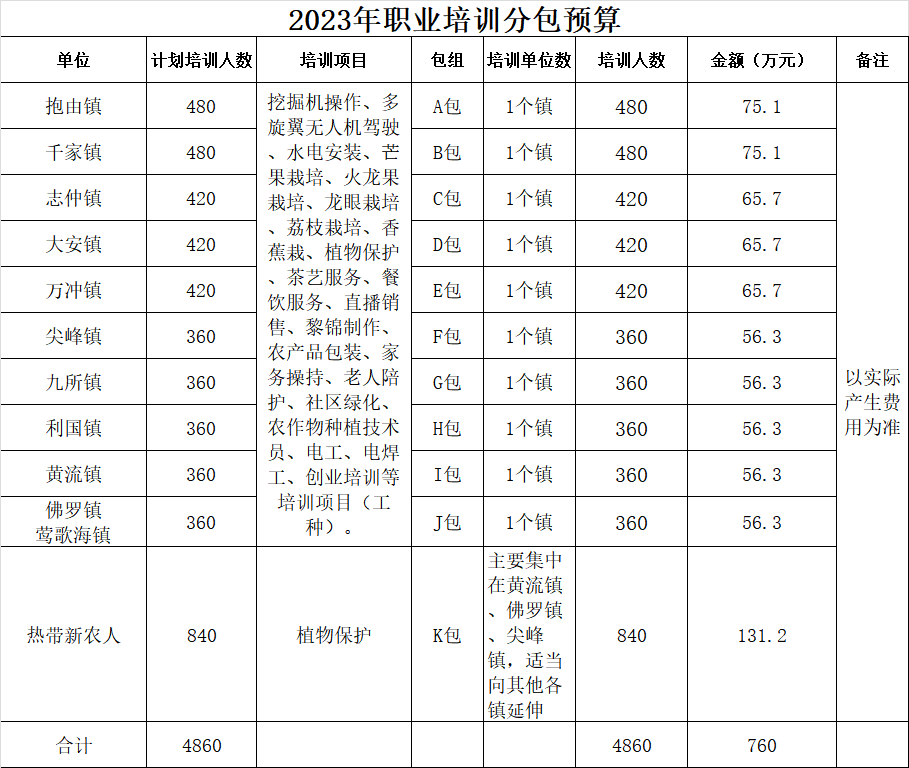 2023年职业培训分包预算
单位 计划培训人数 培训项目 包组 培训单位数 培训人数 金额（万元） 备注
抱由镇 480 A包 1个镇 480 75.1
千家镇 480 B包 1个镇 480 75.1
志仲镇 420 C包 1个镇 420 65.7
大安镇 420 D包 1个镇 420 65.7
万冲镇 420 E包 1个镇 420 65.7
尖峰镇 360 F包 1个镇 360 56.3
九所镇 360 G包 1个镇 360 56.3
利国镇 360 H包 1个镇 360 56.3
黄流镇 360 I包 1个镇 360 56.3
佛罗镇
莺歌海镇 360 J包 1个镇 360 56.3
挖掘机操作、多
旋翼无人机驾驶
、水电安装、芒
果栽培、火龙果
栽培、龙眼栽培
、荔枝栽培、香
蕉栽、植物保护
、茶艺服务、餐
饮服务、直播销
售、黎锦制作、
农产品包装、家
务操持、老人陪
护、社区绿化、
农作物种植技术
员、电工、电焊
工、创业培训等
培训项目（工
种）。
以实际
产生费
用为准
热带新农人 840 植物保护 K包
主要集中
在黄流镇
、佛罗镇
、尖峰
镇，适当
向其他各
镇延伸
840 131.2
合计 4860 4860 760